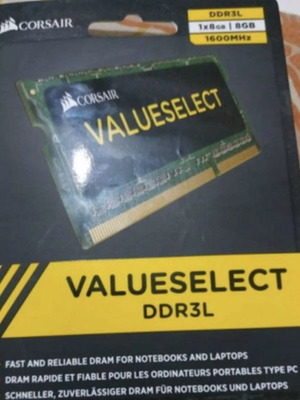 CORSAIR
DDR3L
1x8GB | 8GB
1600MHz
CORSAIR
VALUESELECT
VALUESELECT
DDR3L
FAST AND RELIABLE DRAM FOR NOTEBOOKS AND LAPTOPS
DRAM RAPIDE ET FIABLE POUR LES ORDINATEURS PORTABLES TYPE PC
SCHNELLER, ZUVERLÄSSIGER DRAM FÜR NOTEBOOKS UND LAPTOPS